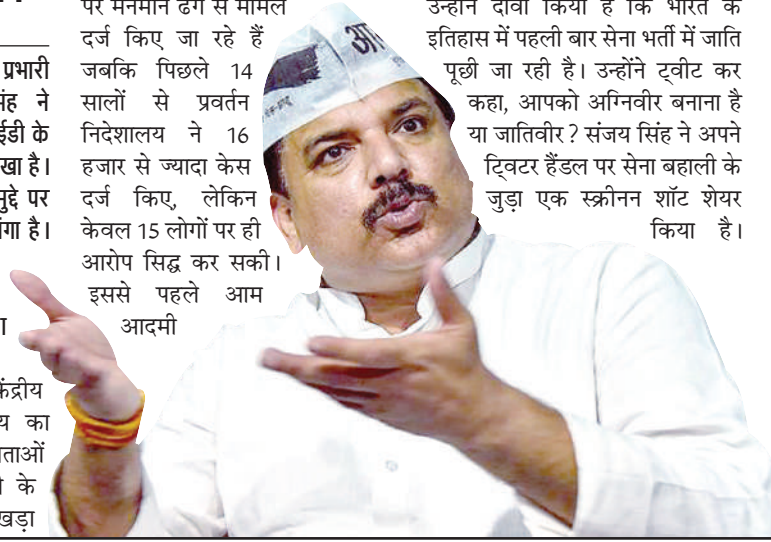 प्रभारी
ने
ईडी के
है।
मुद्दे पर
है।
केंद्रीय
का
के
पर मनमाने ढंग से मामले
दर्ज किए जा रहे हैं
जबकि पिछले 14
सालों से प्रवर्तन
निदेशालय ने 16
हजार से ज्यादा केस
दर्ज किए, लेकिन
केवल 15 लोगों पर ही
आरोप सिद्ध कर सकी।
इससे पहले आम
आदमी
उन्होंने दावा किया है कि भारत के
इतिहास में पहली बार सेना भर्ती में जाति
पूछी जा रही है। उन्होंने ट्वीट कर
कहा, आपको अग्निवीर बनाना है
या जातिवीर? संजय सिंह ने अपने
ट्विटर हैंडल पर सेना बहाली के
जुड़ा एक स्क्रीनन शॉट शेयर
किया है।